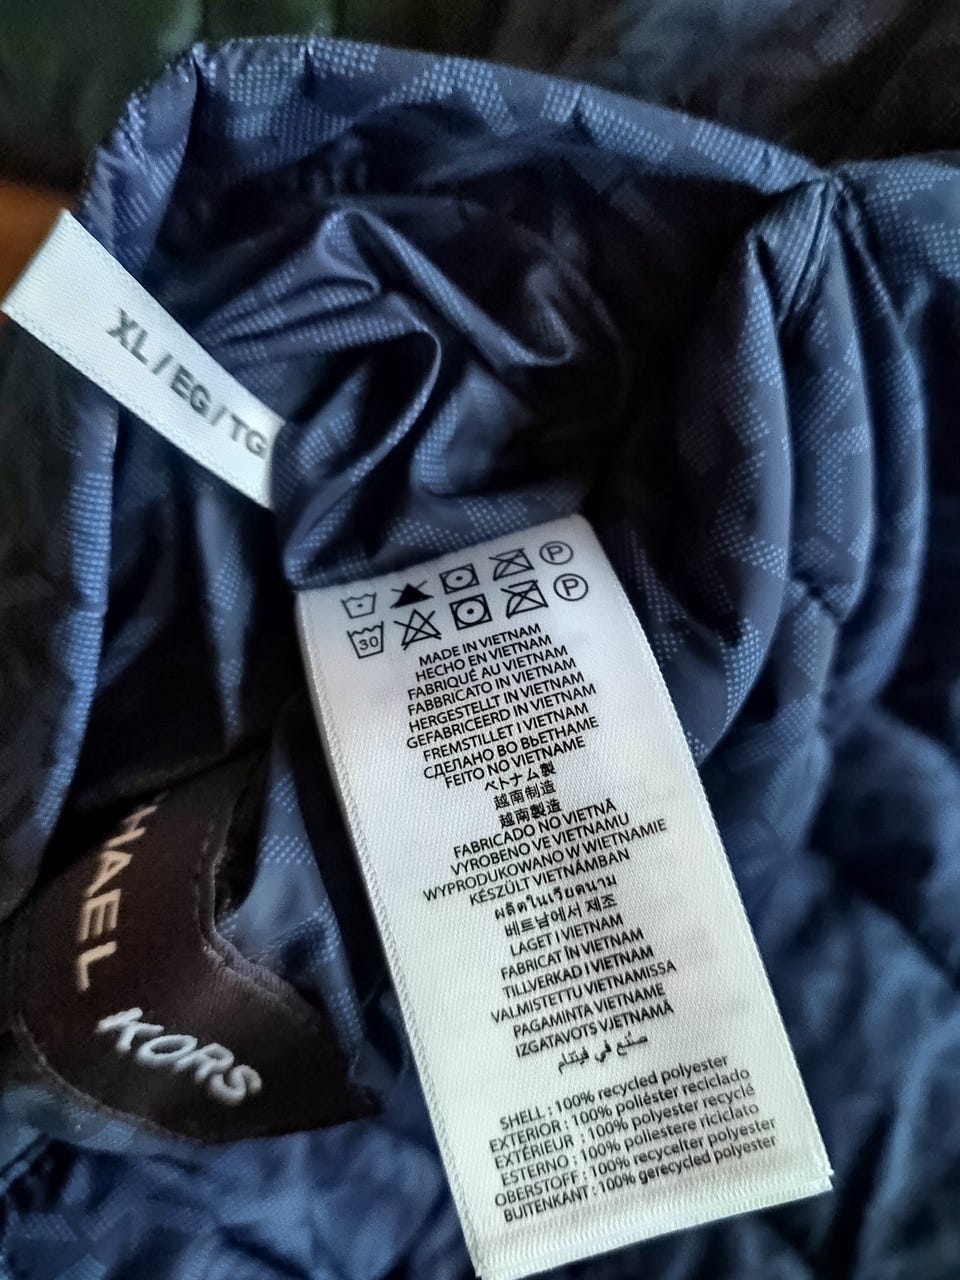 XL / EG / TG
30
MADE IN VIETNAM
HECHO EN VIETNAM
FABRIQUÉ AU VIETNAM
FABBRICATO IN VIETNAM
HERGESTELLT IN VIETNAM
GEFABRICEERD IN VIETNAM
FREMSTILLET I VIETNAM
СДЕЛАНО ВО ВЬЕТНАМЕ
FEITO NO VIETNAME
ベトナム製
越南制造
越南製造
FABRICADO NO VIETNÃ
VYROBENO VE VIETNAMU
WYPRODUKOWANO W WIETNAMIE
KÉSZÜLT VIETNÁMBAN
ผลิตในเวียดนาม
베트남에서 제조
LAGET I VIETNAM
FABRICAT ÎN VIETNAM
TILLVERKAD I VIETNAM
VALMISTETTU VIETNAMISSA
PAGAMINTA VIETNAME
IZGATAVOTS VJETNAMĀ
صنع في فيتنام
SHELL : 100% recycled polyester
EXTERIOR : 100% poliéster reciclado
EXTÉRIEUR : 100% polyester recyclé
ESTERNO : 100% poliestere riciclato
OBERSTOFF : 100% recycelter polyester
BUITENKANT : 100% gerecycled polyester
HAEL
KORS